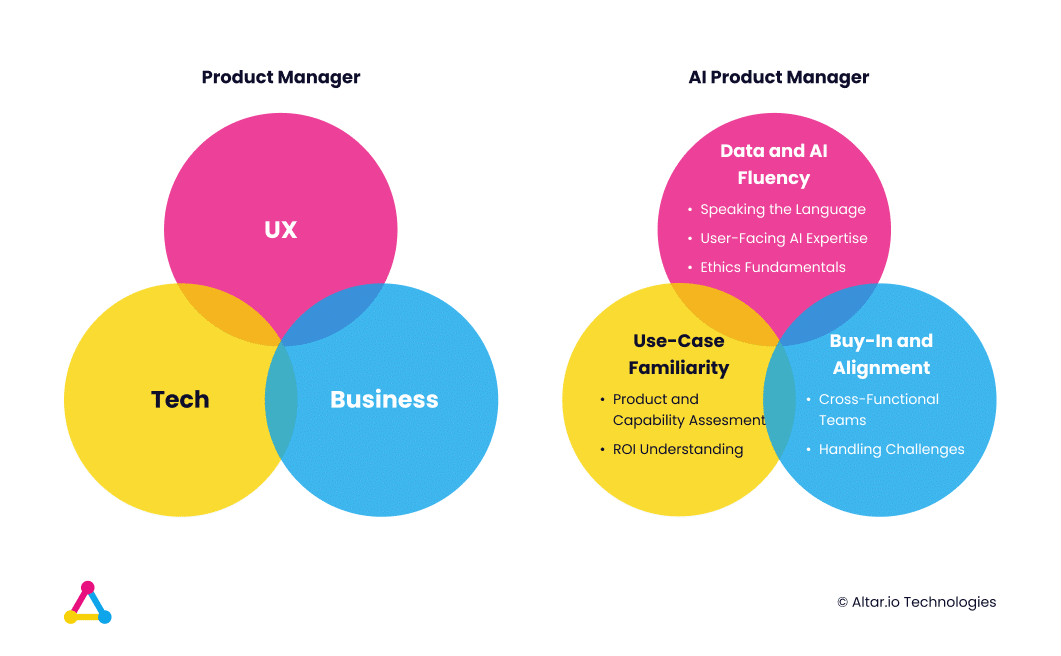 Product Manager
UX
Tech
Business
AI Product Manager
Data and AI
Fluency
• Speaking the Language
• User-Facing AI Expertise
• Ethics Fundamentals
Use-Case
Familiarity
• Product and
Capability Assesment
• ROI Understanding
Buy-In and
Alignment
• Cross-Functional
Teams
• Handling Challenges
© Altar.io Technologies